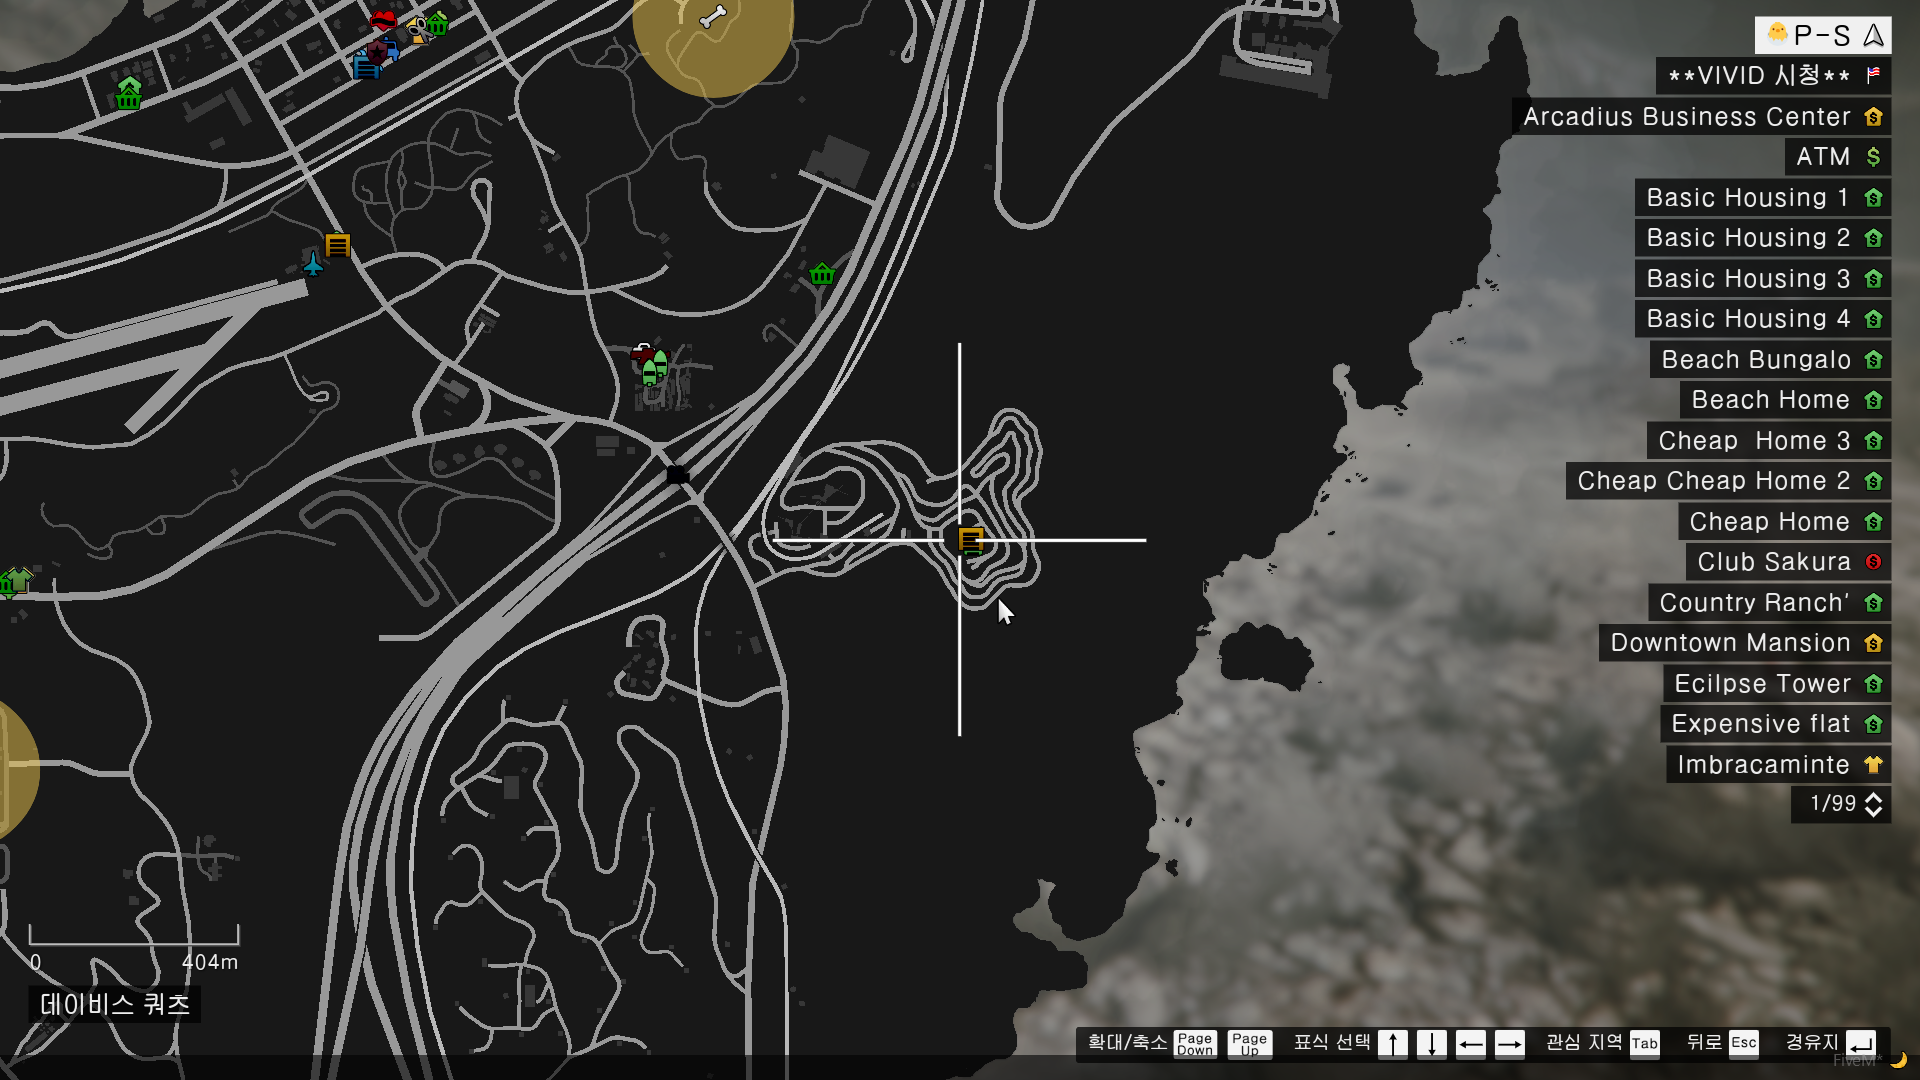 P-S
**VIVID 시청**
Arcadius Business Center
ATM
Basic Housing 1
Basic Housing 2
Basic Housing 3
Basic Housing 4
Beach Bungalo
Beach Home
Cheap  Home 3
Cheap Cheap Home 2
Cheap Home
Club Sakura
Country Ranch'
Downtown Mansion
Ecilpse Tower
Expensive flat
Imbracaminte
1/99
0 404m
데이비스 쿼츠
확대/축소 Page Down Page Up 표식 선택 ↑ ↓ ← → 관심 지역 Tab 뒤로 Esc 경유지
FiveM*